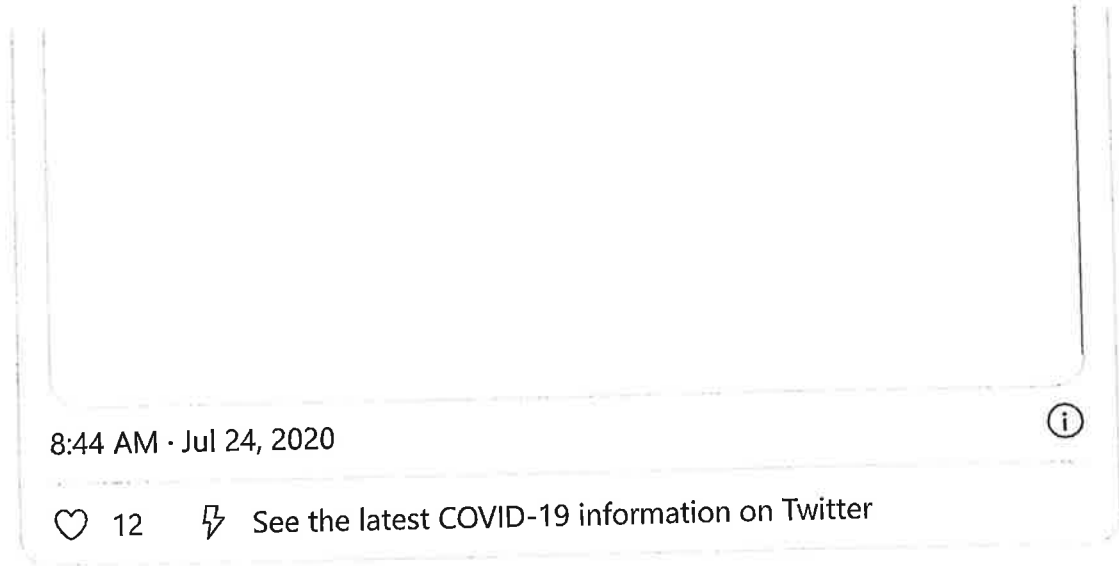 8:44 AM · Jul 24, 2020
12 See the latest COVID-19 information on Twitter